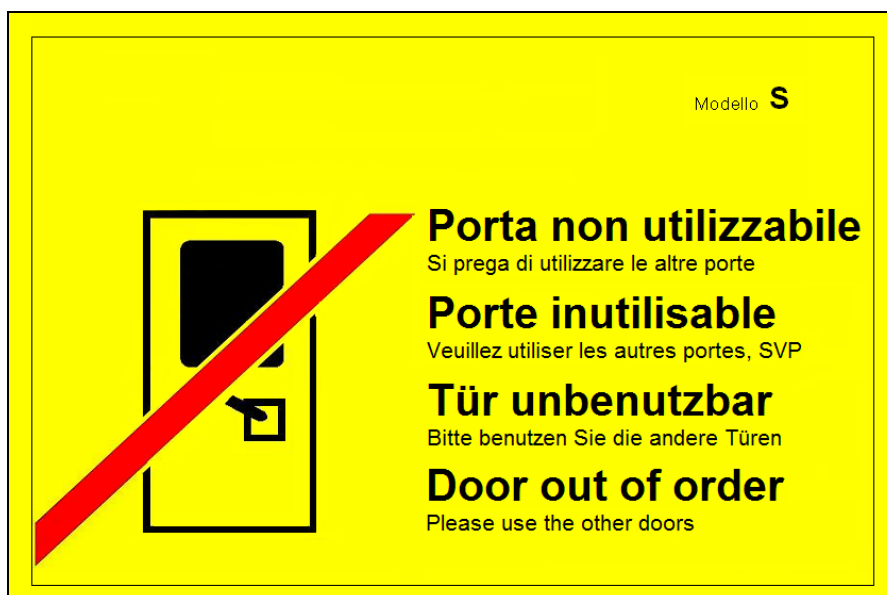 Modello S
Porta non utilizzabile
Si prega di utilizzare le altre porte
Porte inutilisable
Veuillez utiliser les autres portes, SVP
Tür unbenutzbar
Bitte benutzen Sie die andere Türen
Door out of order
Please use the other doors